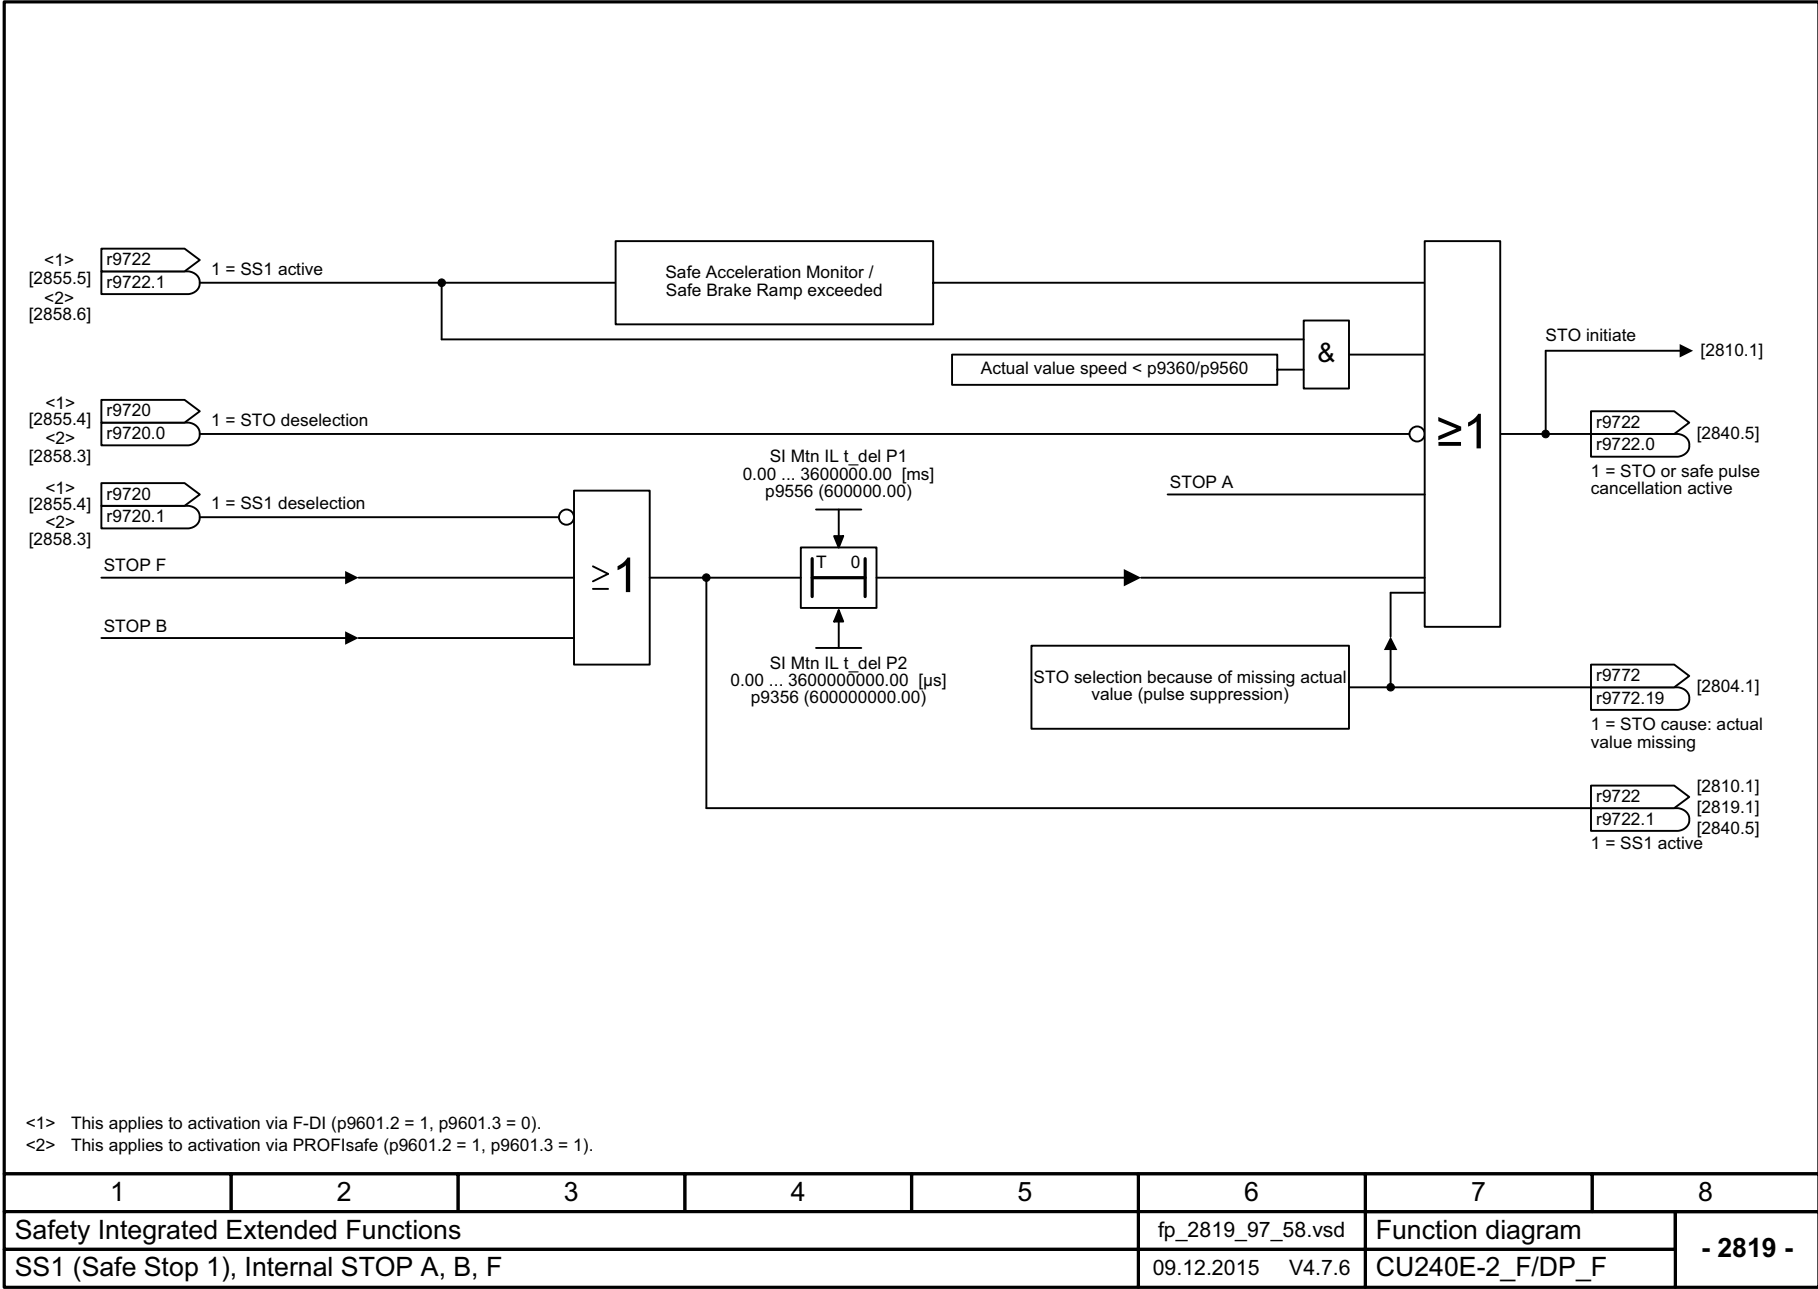 <1>
[2855.5]
<2>
[2858.6]
r9722
r9722.1
1 = SS1 active
Safe Acceleration Monitor /
Safe Brake Ramp exceeded
&
Actual value speed < p9360/p9560
STO initiate
[2810.1]
<1>
[2855.4]
<2>
[2858.3]
r9720
r9720.0
1 = STO deselection
≥1
r9722
r9722.0
[2840.5]
1 = STO or safe pulse
cancellation active
SI Mtn IL t_del P1
0.00 ... 3600000.00 [ms]
p9556 (600000.00)
STOP A
<1>
[2855.4]
<2>
[2858.3]
r9720
r9720.1
1 = SS1 deselection
STOP F
≥1
T 0
STOP B
SI Mtn IL t_del P2
0.00 ... 3600000000.00 [µs]
p9356 (600000000.00)
STO selection because of missing actual
value (pulse suppression)
r9772
r9772.19
[2804.1]
1 = STO cause: actual
value missing
r9722
r9722.1
[2810.1]
[2819.1]
[2840.5]
1 = SS1 active
<1> This applies to activation via F-DI (p9601.2 = 1, p9601.3 = 0).
<2> This applies to activation via PROFIsafe (p9601.2 = 1, p9601.3 = 1).
1 2 3 4 5 6 7 8
Safety Integrated Extended Functions
fp_2819_97_58.vsd
Function diagram
- 2819 -
SS1 (Safe Stop 1), Internal STOP A, B, F
09.12.2015 V4.7.6
CU240E-2_F/DP_F